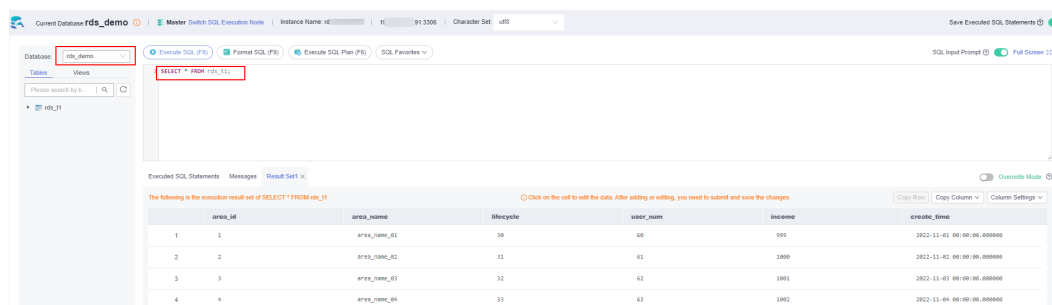 Current Database: rds_demo | Master Switch SQL Execution Node | Instance Name: rd | 91:3306 | Character Set: utf8 Save Executed SQL Statements
Database: rds_demo
Execute SQL (F8) Format SQL (F9) Execute SQL Plan (F6) SQL Favorites SQL Input Prompt Full Screen
Tables Views
SELECT * FROM rds_t1;
Please search by k...
rds_t1
Executed SQL Statements Messages Result Set1 × Overwrite Mode
The following is the execution result set of SELECT * FROM rds_t1. Click on the cell to edit the data. After adding or editing, you need to submit and save the changes. Copy Row Copy Column Column Settings
area_id area_name lifecycle user_num income create_time
1 1 area_name_01 30 60 999 2022-11-01 00:00:00.000000
2 2 area_name_02 31 61 1000 2022-11-02 00:00:00.000000
3 3 area_name_03 32 62 1001 2022-11-03 00:00:00.000000
4 4 area_name_04 33 63 1002 2022-11-04 00:00:00.000000